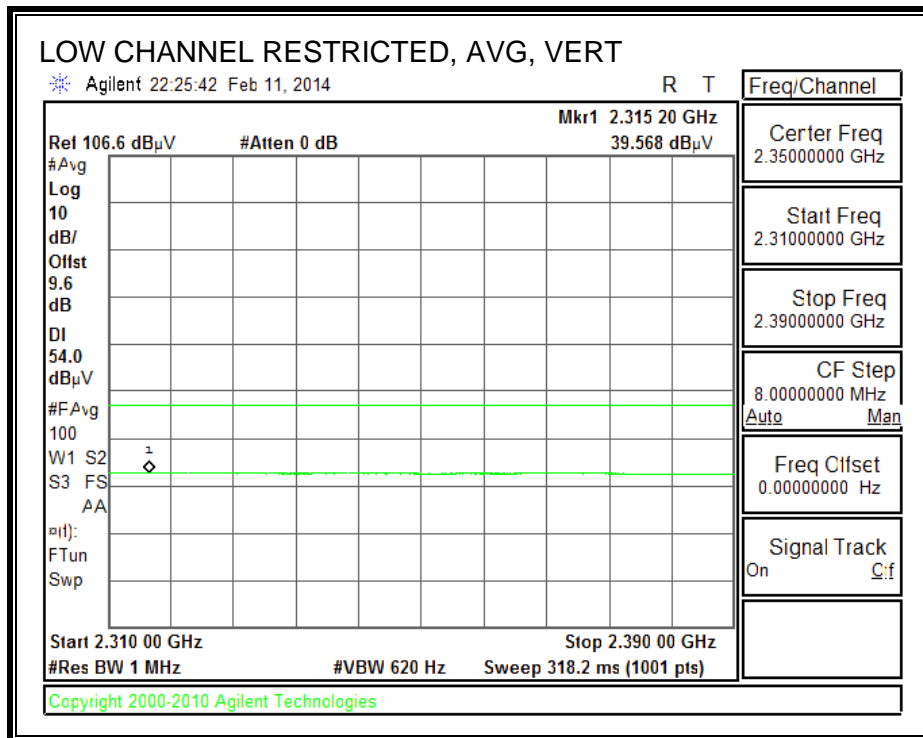 LOW CHANNEL RESTRICTED, AVG, VERT
Agilent 22:25:42 Feb 11, 2014 R T
Mkr1 2.315 20 GHz
Ref 106.6 dBµV #Atten 0 dB 39.568 dBµV
#Avg
Log
10
dB/
Offst
9.6
dB
DI
54.0
dBµV
#FAvg
100
W1 S2
S3 FS
AA
¤(f):
FTun
Swp
1
Start 2.310 00 GHz Stop 2.390 00 GHz
#Res BW 1 MHz #VBW 620 Hz Sweep 318.2 ms (1001 pts)
Copyright 2000-2010 Agilent Technologies
Freq/Channel
Center Freq
2.35000000 GHz
Start Freq
2.31000000 GHz
Stop Freq
2.39000000 GHz
CF Step
8.00000000 MHz
Auto Man
Freq Offset
0.00000000 Hz
Signal Track
On Off